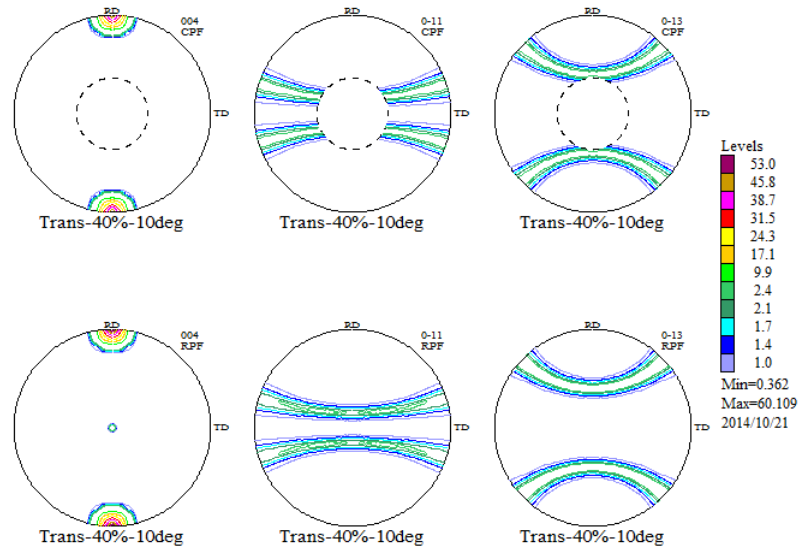 RD
004
CPF
TD
Trans-40%-10deg
RD
0-11
CPF
TD
Trans-40%-10deg
RD
0-13
CPF
TD
Trans-40%-10deg
RD
004
RPF
TD
Trans-40%-10deg
RD
0-11
RPF
TD
Trans-40%-10deg
RD
0-13
RPF
TD
Trans-40%-10deg
Levels
53.0
45.8
38.7
31.5
24.3
17.1
9.9
2.4
2.1
1.7
1.4
1.0
Min=0.362
Max=60.109
2014/10/21